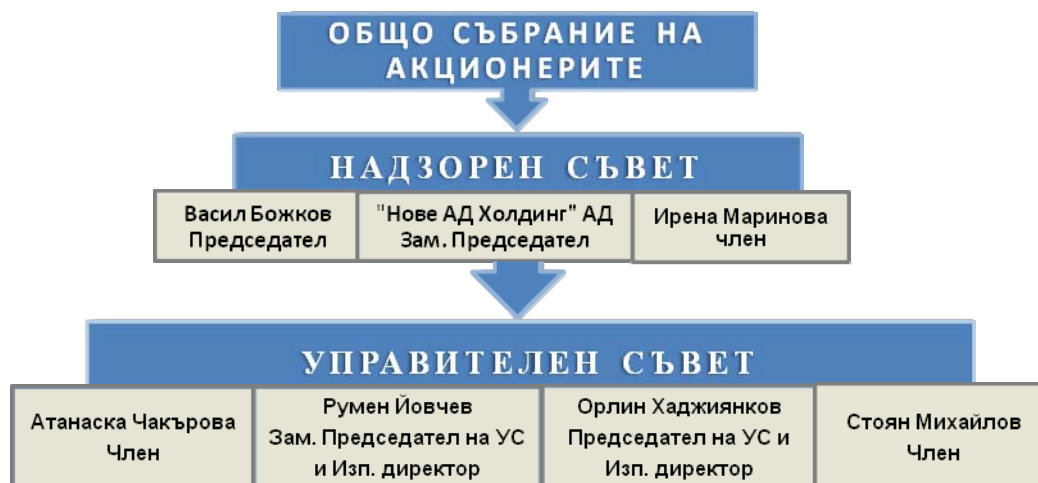 ОБЩО СЪБРАНИЕ НА
АКЦИОНЕРИТЕ
НАДЗОРЕН СЪВЕТ
Васил Божков
Председател
"Нове АД Холдинг" АД
Зам. Председател
Ирена Маринова
член
УПРАВИТЕЛЕН СЪВЕТ
Атанаска Чакърова
Член
Румен Йовчев
Зам. Председател на УС
и Изп. директор
Орлин Хаджиянков
Председател на УС и
Изп. директор
Стоян Михайлов
Член